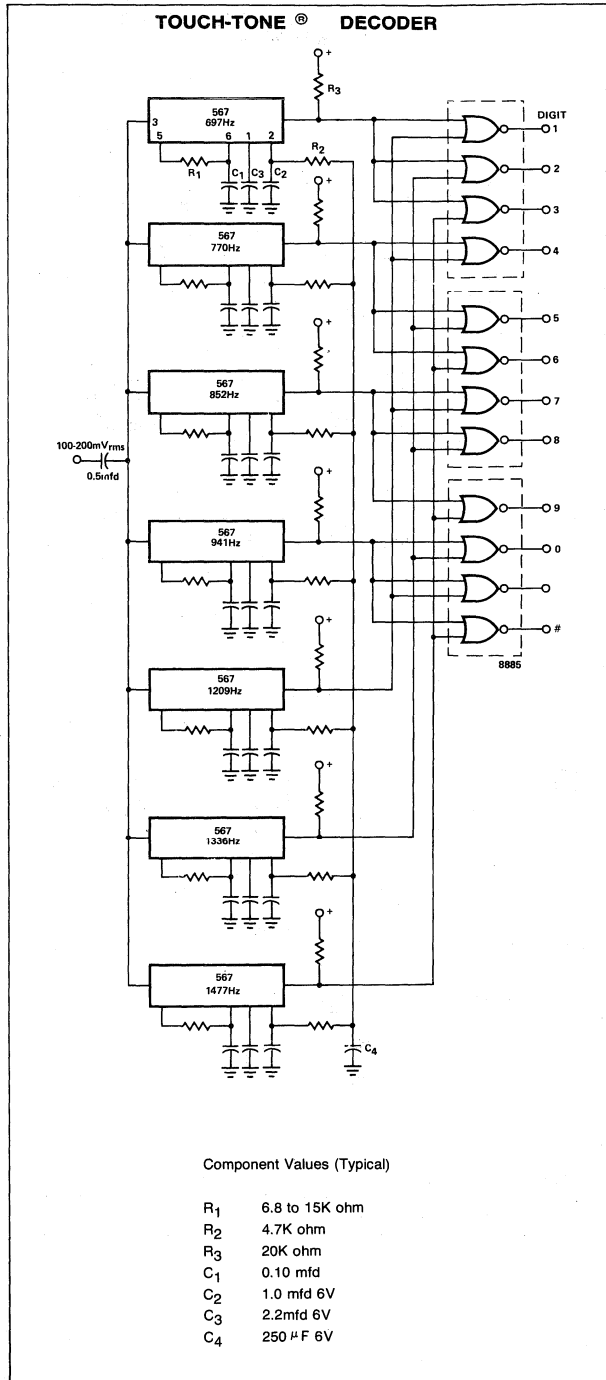 TOUCH-TONE ® DECODER
+
R3
567
697Hz
3
5
6
1
2
DIGIT
1
R1
C1
C3
C2
R2
2
+
3
567
770Hz
4
+
5
6
567
852Hz
7
100-200mVrms
0.5mfd
8
+
9
567
941Hz
0
#
8885
+
567
1209Hz
+
567
1336Hz
+
567
1477Hz
C4
Component Values (Typical)
R1 6.8 to 15K ohm
R2 4.7K ohm
R3 20K ohm
C1 0.10 mfd
C2 1.0 mfd 6V
C3 2.2mfd 6V
C4 250 µF 6V